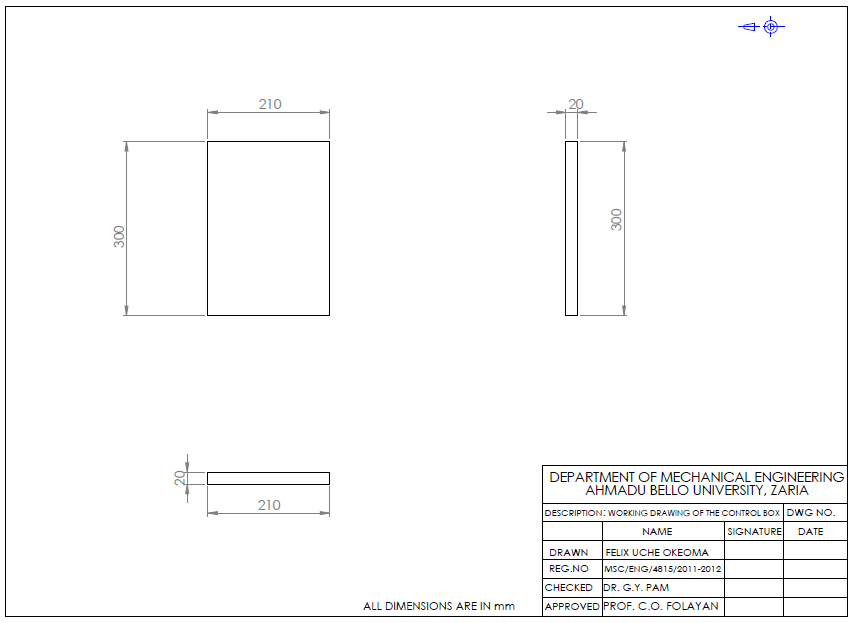 210
20
300
300
20
210
DEPARTMENT OF MECHANICAL ENGINEERING
AHMADU BELLO UNIVERSITY, ZARIA
DESCRIPTION: WORKING DRAWING OF THE CONTROL BOX DWG NO.
NAME SIGNATURE DATE
DRAWN FELIX UCHE OKEOMA
REG.NO MSC/ENG/4815/2011-2012
CHECKED DR. G.Y. PAM
APPROVED PROF. C.O. FOLAYAN
ALL DIMENSIONS ARE IN mm